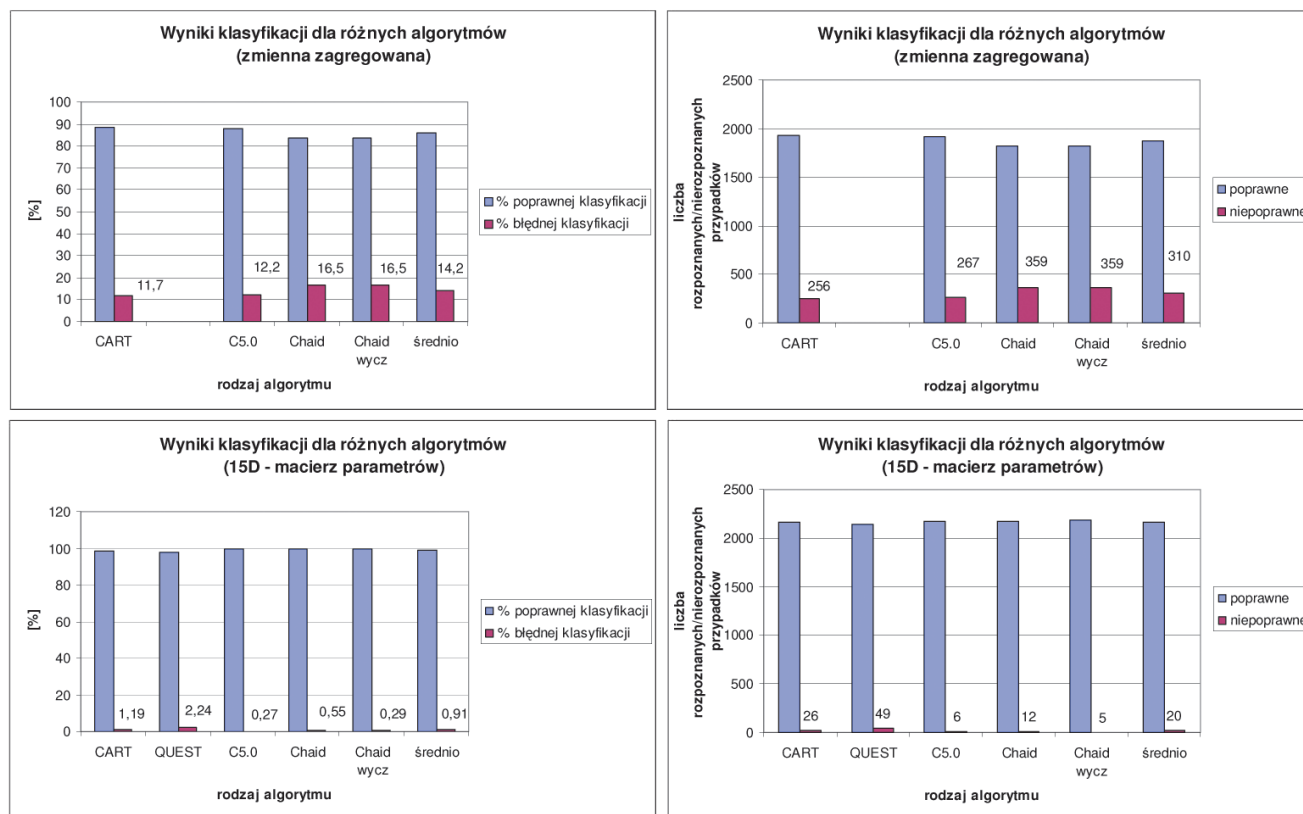 Wyniki klasyfikacji dla różnych algorytmów
(zmienna zagregowana)
[%]
100
90
80
70
60
50
40
30
20
10
0
11,7
12,2
16,5
16,5
14,2
CART
C5.0
Chaid
Chaid
wycz
średnio
rodzaj algorytmu
% poprawnej klasyfikacji
% błędnej klasyfikacji
Wyniki klasyfikacji dla różnych algorytmów
(zmienna zagregowana)
liczba
rozpoznanych/nierozpoznanych
przypadków
2500
2000
1500
1000
500
0
256
267
359
359
310
CART
C5.0
Chaid
Chaid
wycz
średnio
rodzaj algorytmu
poprawne
niepoprawne
Wyniki klasyfikacji dla różnych algorytmów
(15D - macierz parametrów)
[%]
120
100
80
60
40
20
0
1,19
2,24
0,27
0,55
0,29
0,91
CART
QUEST
C5.0
Chaid
Chaid
wycz
średnio
rodzaj algorytmu
% poprawnej klasyfikacji
% błędnej klasyfikacji
Wyniki klasyfikacji dla różnych algorytmów
(15D - macierz parametrów)
liczba
rozpoznanych/nierozpoznanych
przypadków
2500
2000
1500
1000
500
0
26
49
6
12
5
20
CART
QUEST
C5.0
Chaid
Chaid
wycz
średnio
rodzaj algorytmu
poprawne
niepoprawne